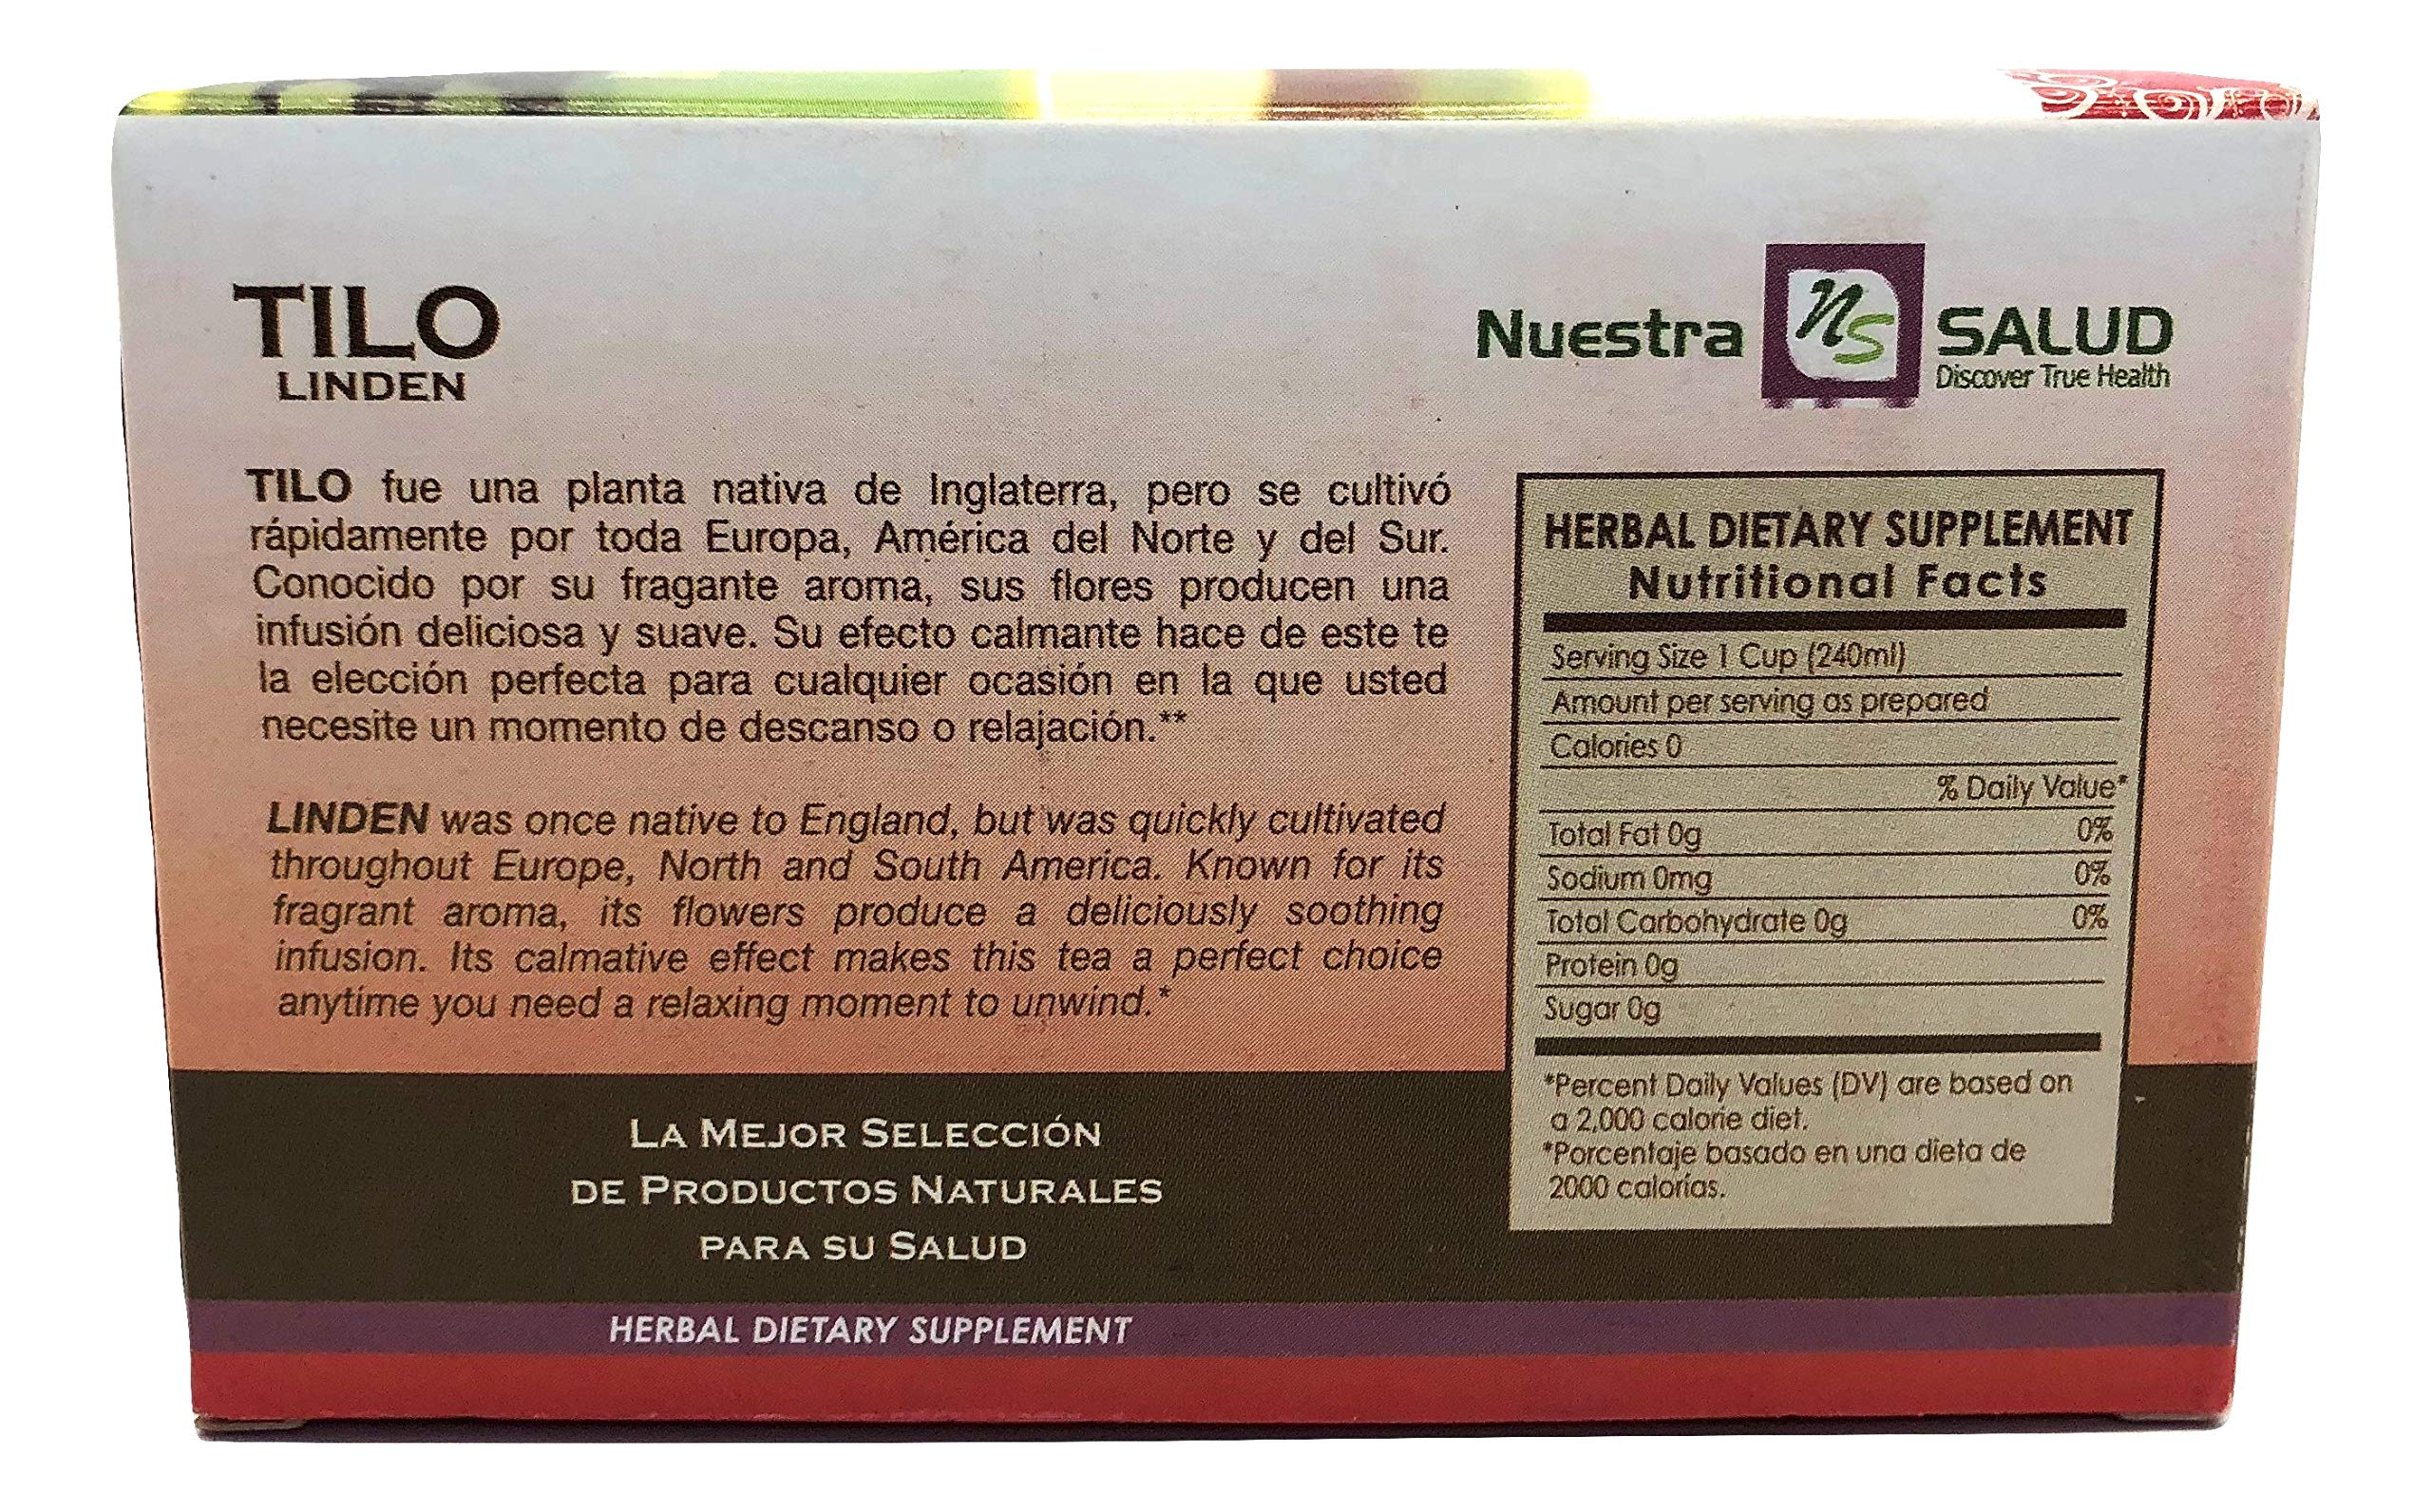 TILO
LINDEN
Nuestra ns SALUD
Discover True Health
TILO fue una planta nativa de Inglaterra, pero se cultivó
rápidamente por toda Europa, América del Norte y del Sur.
Conocido por su fragante aroma, sus flores producen una
infusión deliciosa y suave. Su efecto calmante hace de este te
la elección perfecta para cualquier ocasión en la que usted
necesite un momento de descanso o relajación.**
LINDEN was once native to England, but was quickly cultivated
throughout Europe, North and South America. Known for its
fragrant aroma, its flowers produce a deliciously soothing
infusion. Its calmative effect makes this tea a perfect choice
anytime you need a relaxing moment to unwind.*
LA MEJOR SELECCIÓN
DE PRODUCTOS NATURALES
PARA SU SALUD
HERBAL DIETARY SUPPLEMENT
HERBAL DIETARY SUPPLEMENT
Nutritional Facts
Serving Size 1 Cup (240ml)
Amount per serving as prepared
Calories 0
% Daily Value*
Total Fat 0g 0%
Sodium 0mg 0%
Total Carbohydrate 0g 0%
Protein 0g
Sugar 0g
*Percent Daily Values (DV) are based on
a 2,000 calorie diet.
*Porcentaje basado en una dieta de
2000 calorías.